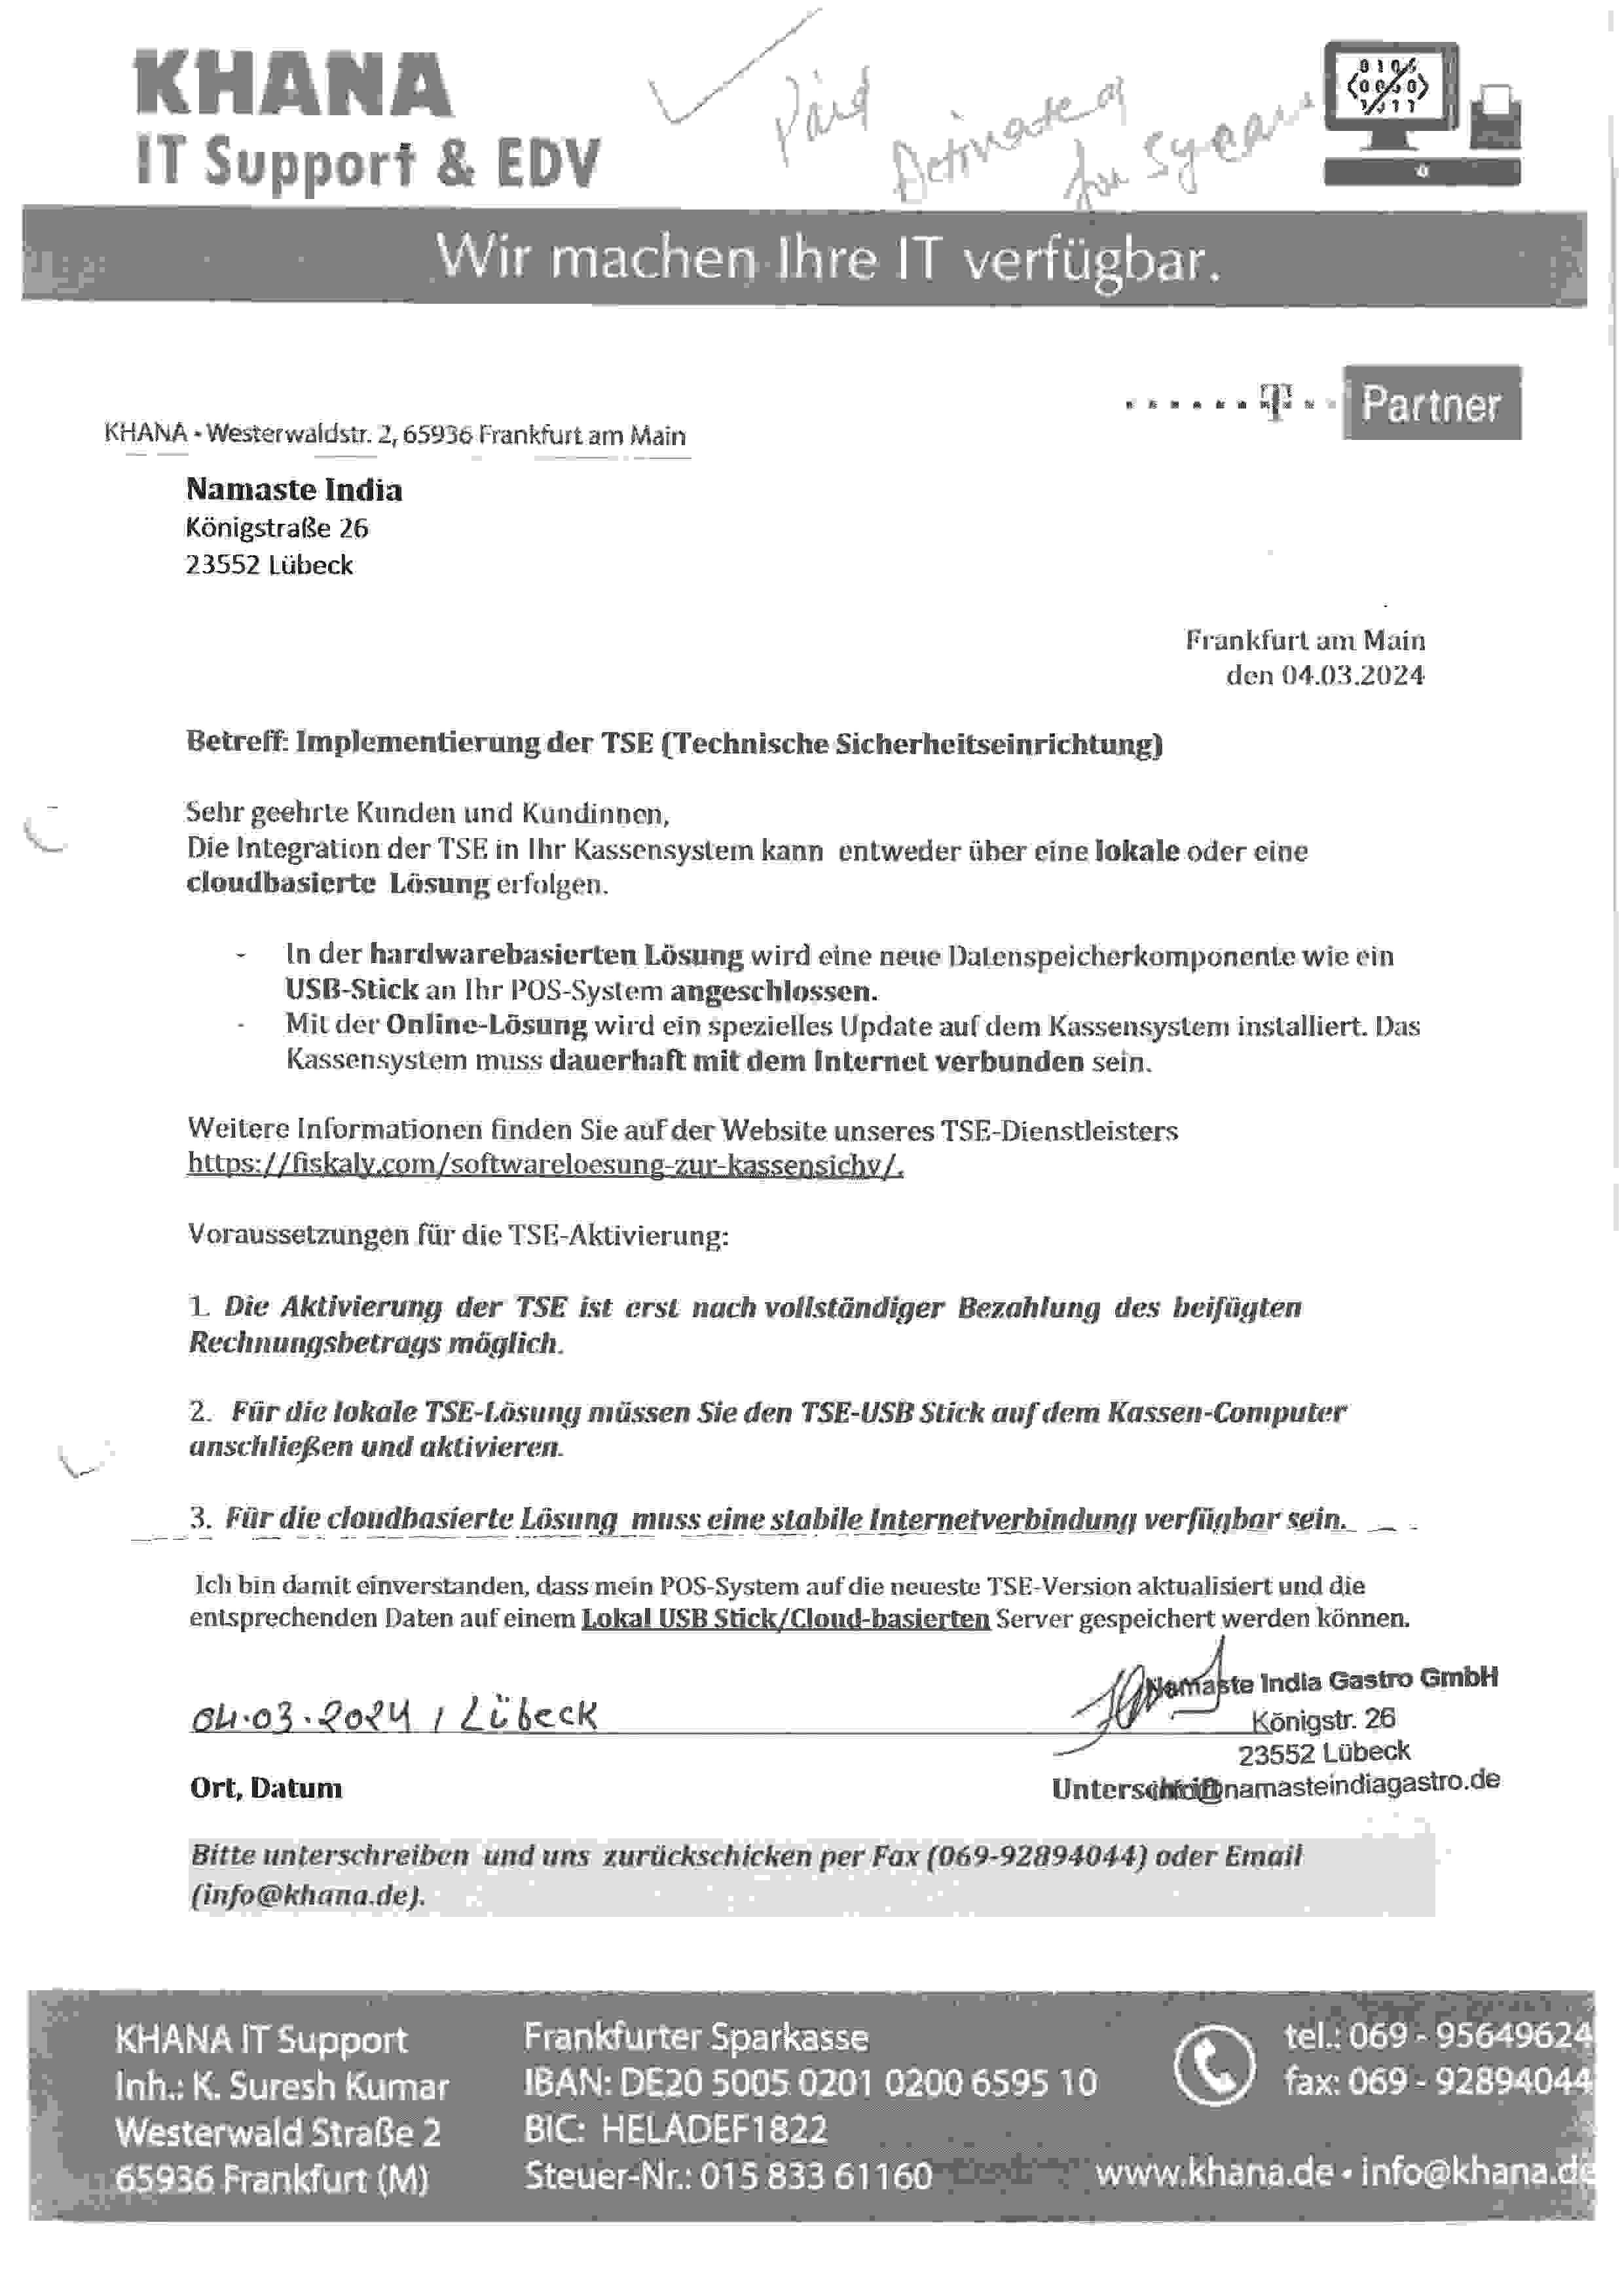 KHANA
IT Support & EDV
Paid
for 5 years
0101
Wir machen Ihre IT verfügbar.
T Partner
KHANA • Westerwaldstr. 2, 65936 Frankfurt am Main
Namaste India
Königstraße 26
23552 Lübeck
Frankfurt am Main
den 04.03.2024
Betreff: Implementierung der TSE (Technische Sicherheitseinrichtung)
Sehr geehrte Kunden und Kundinnen,
Die Integration der TSE in Ihr Kassensystem kann entweder über eine lokale oder eine
cloudbasierte Lösung erfolgen.
- In der hardwarebasierten Lösung wird eine neue Datenspeicherkomponente wie ein
USB-Stick an Ihr POS-System angeschlossen.
- Mit der Online-Lösung wird ein spezielles Update auf dem Kassensystem installiert. Das
Kassensystem muss dauerhaft mit dem Internet verbunden sein.
Weitere Informationen finden Sie auf der Website unseres TSE-Dienstleisters
https://fiskaly.com/softwareloesung-zur-kassensichv/.
Voraussetzungen für die TSE-Aktivierung:
1. Die Aktivierung der TSE ist erst nach vollständiger Bezahlung des beifügten
Rechnungsbetrags möglich.
2. Für die lokale TSE-Lösung müssen Sie den TSE-USB Stick auf dem Kassen-Computer
anschließen und aktivieren.
3. Für die cloudbasierte Lösung muss eine stabile Internetverbindung verfügbar sein.
Ich bin damit einverstanden, dass mein POS-System auf die neueste TSE-Version aktualisiert und die
entsprechenden Daten auf einem Lokal USB Stick/Cloud-basierten Server gespeichert werden können.
Namaste India Gastro GmbH
04.03.2024 / Lübeck
Königstr. 26
23552 Lübeck
Ort, Datum
Unterschrift
info@namasteindiagastro.de
Bitte unterschreiben und uns zurückschicken per Fax (069-92894044) oder Email
(info@khana.de).
KHANA IT Support
Inh.: K. Suresh Kumar
Westerwald Straße 2
65936 Frankfurt (M)
Frankfurter Sparkasse
IBAN: DE20 5005 0201 0200 6595 10
BIC: HELADEF1822
Steuer-Nr.: 015 833 61160
tel.: 069 - 95649624
fax: 069 - 92894044
www.khana.de • info@khana.de